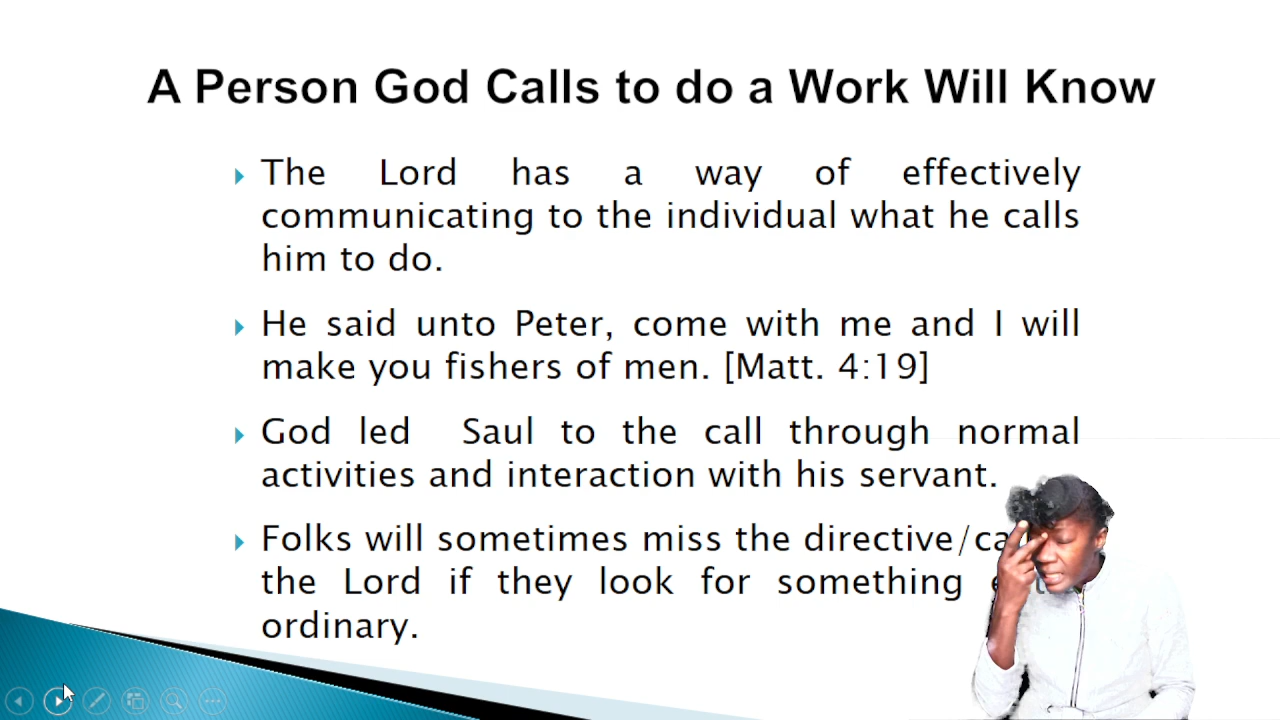 A Person God Calls to do a Work Will Know
The Lord has a way of effectively
communicating to the individual what he calls
him to do.
He said unto Peter, come with me and I will
make you fishers of men. [Matt. 4:19]
God led Saul to the call through normal
activities and interaction with his servant.
Folks will sometimes miss the directive/
the Lord if they look for something
ordinary.